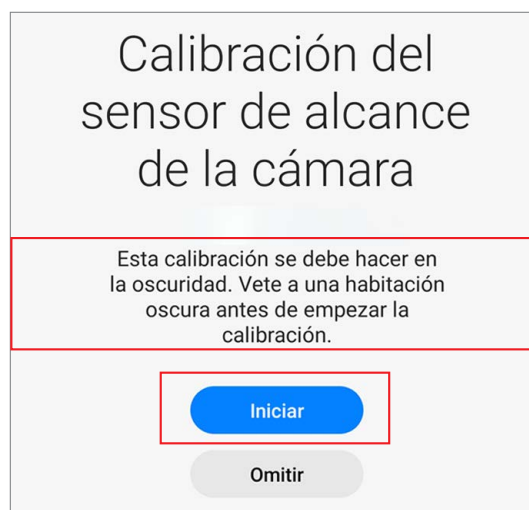 Calibración del
sensor de alcance
de la cámara
Esta calibración se debe hacer en
la oscuridad. Vete a una habitación
oscura antes de empezar la
calibración.
Iniciar
Omitir